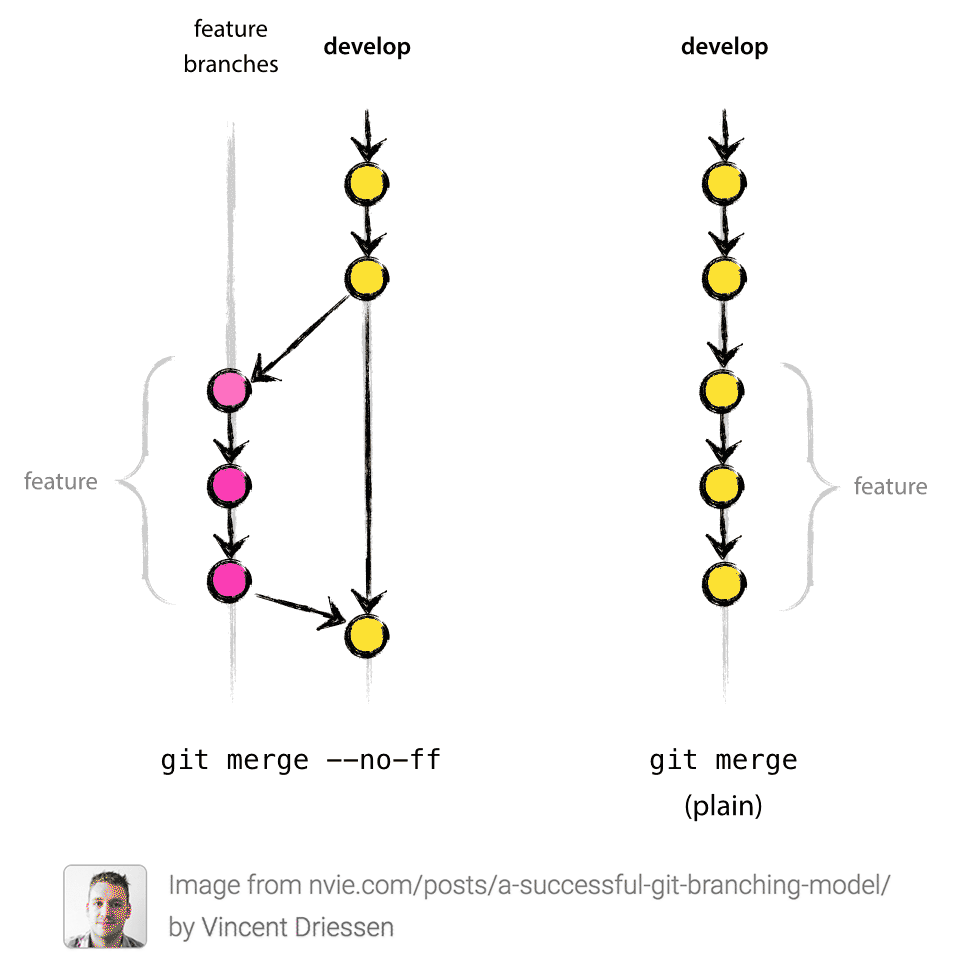 feature
branches
develop
develop
feature
feature
git merge --no-ff
git merge
(plain)
Image from nvie.com/posts/a-successful-git-branching-model/
by Vincent Driessen